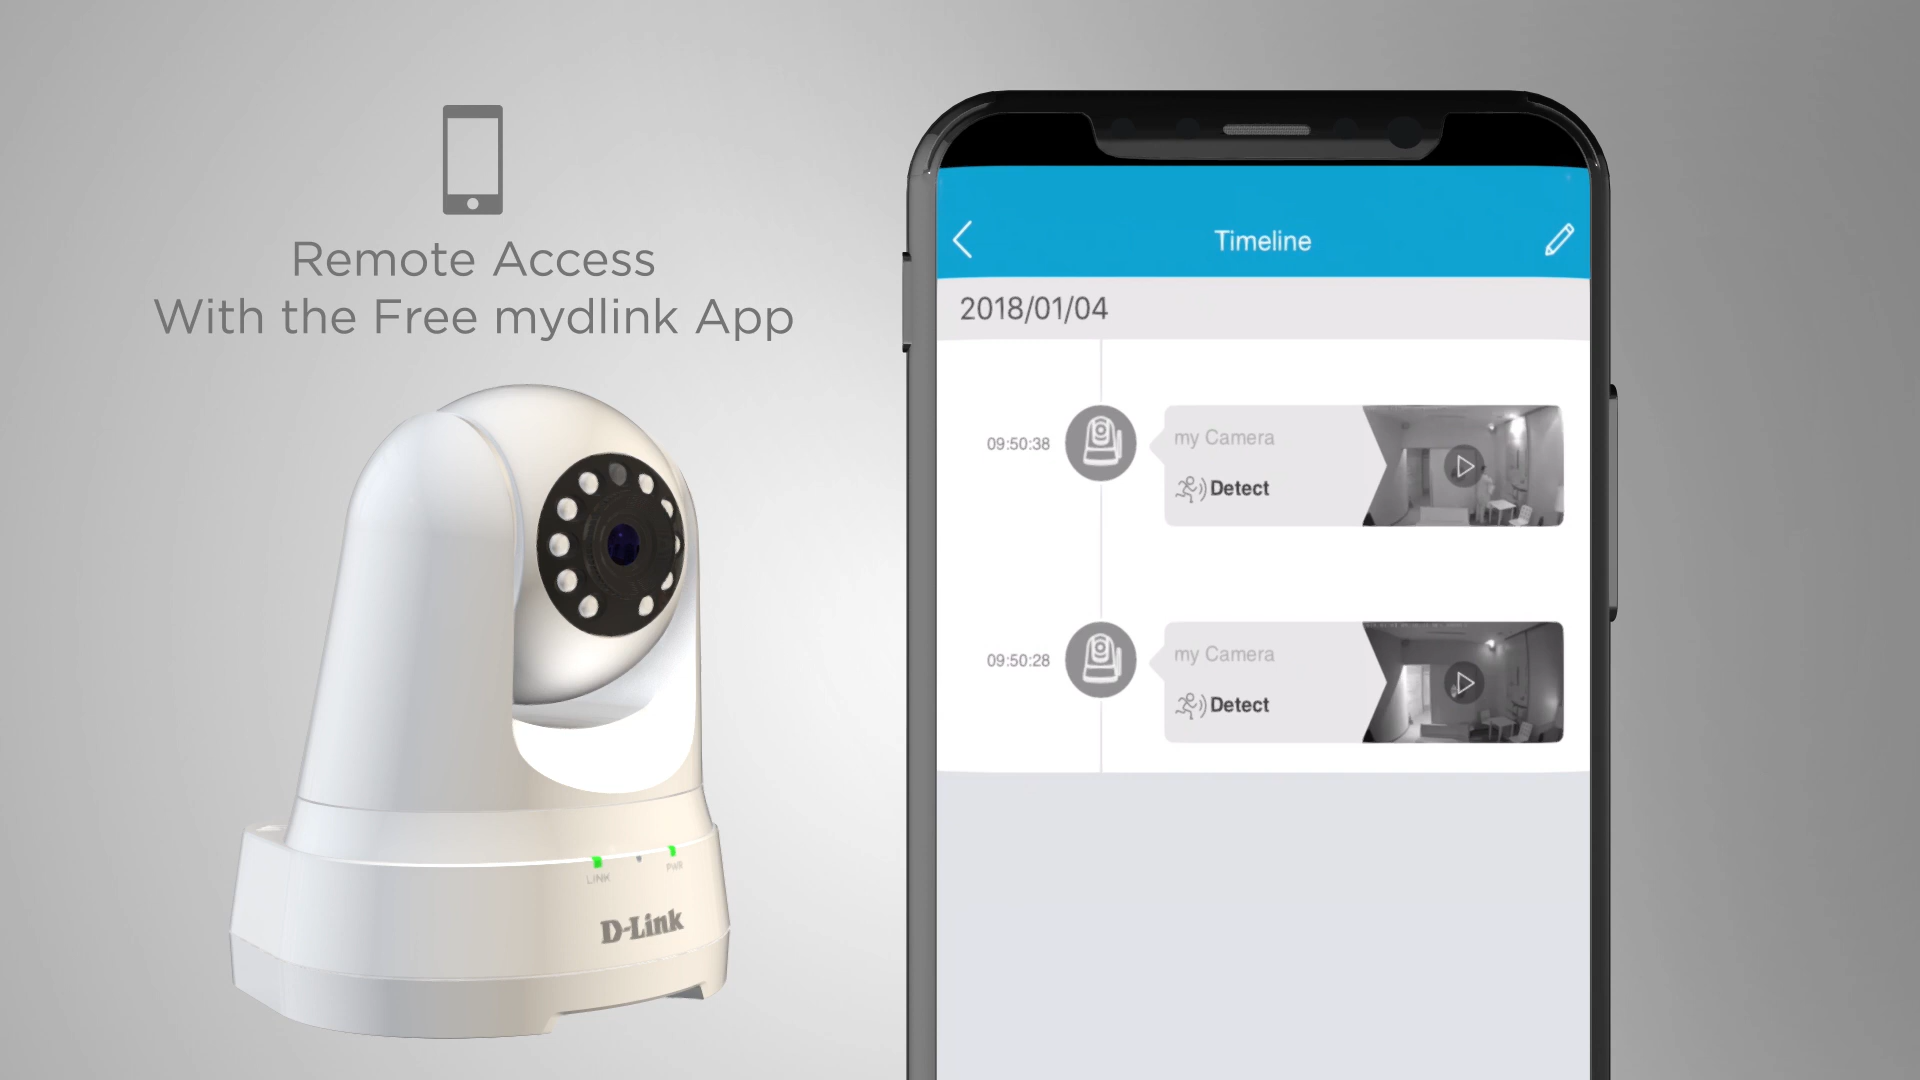 Remote Access
With the Free mydlink App
LINK
PWR
D-Link
Timeline
2018/01/04
09:50:38
my Camera
Detect
09:50:28
my Camera
Detect